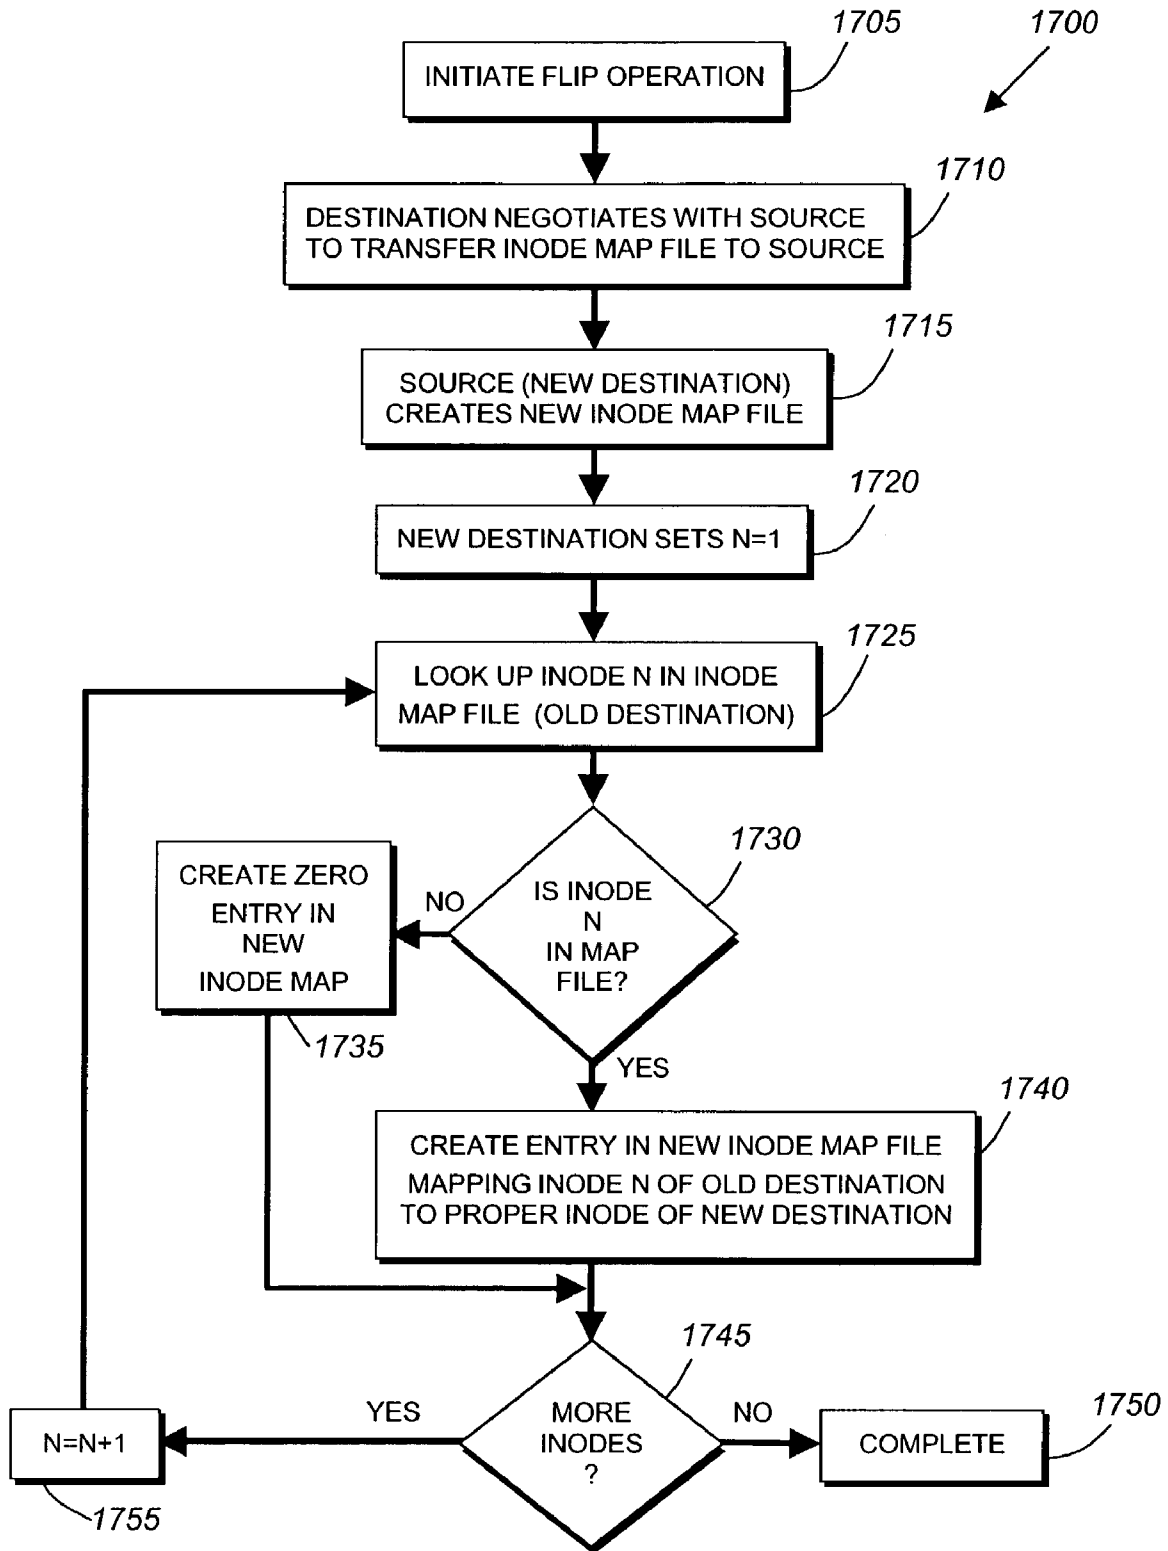 1705
1700
INITIATE FLIP OPERATION
1710
DESTINATION NEGOTIATES WITH SOURCE
TO TRANSFER INODE MAP FILE TO SOURCE
1715
SOURCE (NEW DESTINATION)
CREATES NEW INODE MAP FILE
1720
NEW DESTINATION SETS N=1
1725
LOOK UP INODE N IN INODE
MAP FILE (OLD DESTINATION)
1730
IS INODE
N
IN MAP
FILE?
NO
CREATE ZERO
ENTRY IN
NEW
INODE MAP
1735
YES
1740
CREATE ENTRY IN NEW INODE MAP FILE
MAPPING INODE N OF OLD DESTINATION
TO PROPER INODE OF NEW DESTINATION
1745
MORE
INODES
?
YES
NO
N=N+1
1755
COMPLETE
1750